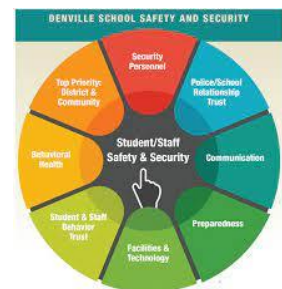 DENVILLE SCHOOL SAFETY AND SECURITY
Security
Personnel
Police/School
Relationship
Trust
Communication
Preparedness
Facilities &
Technology
Student & Staff
Behavior
Trust
Behavioral
Health
Top Priority:
District &
Community
Student/Staff
Safety & Security